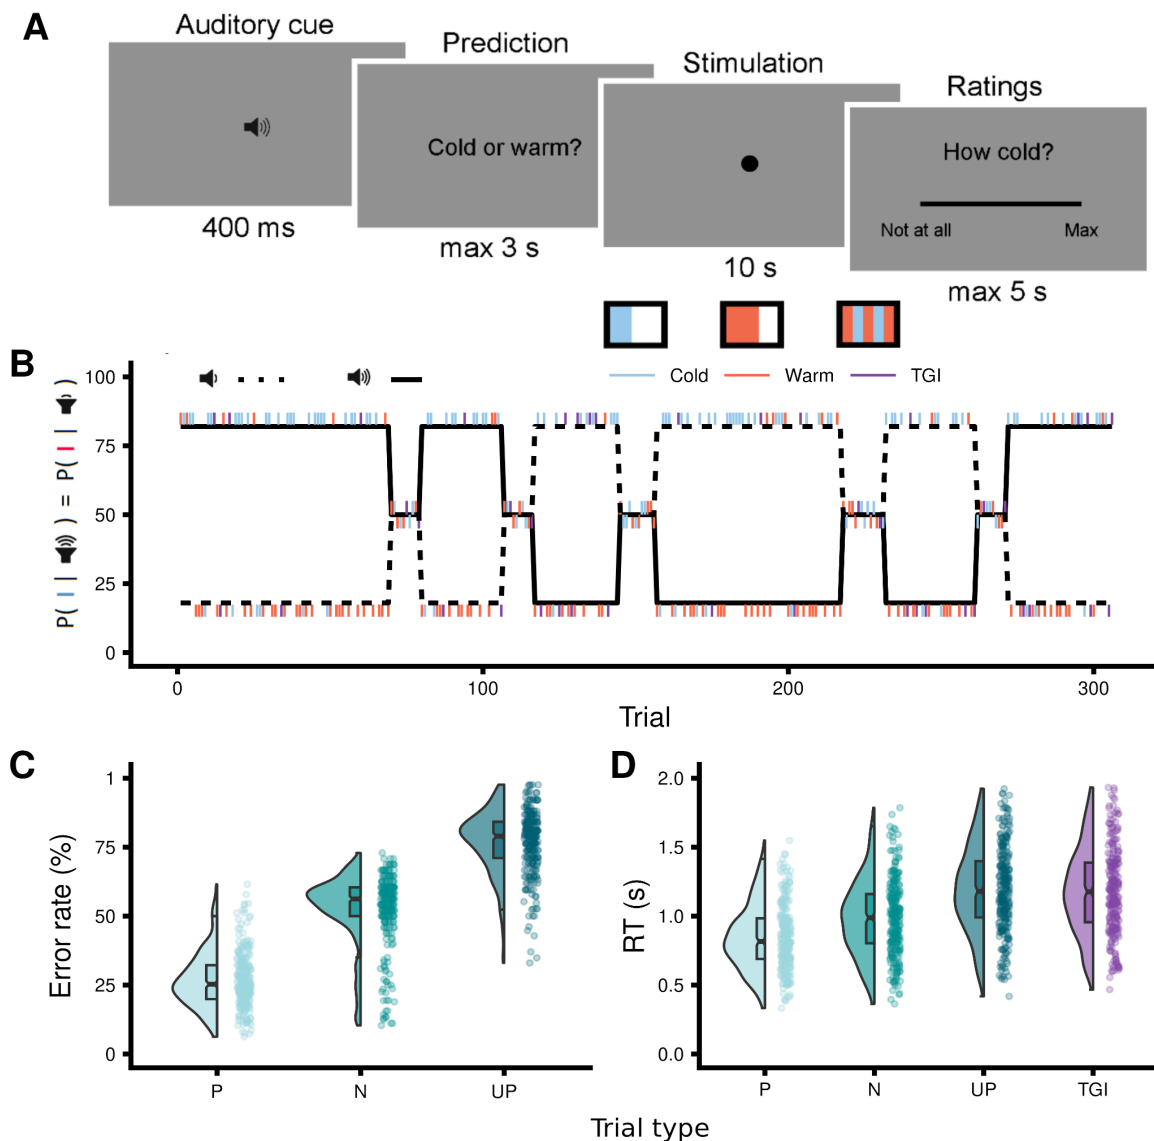 A
Auditory cue
Prediction
Stimulation
Ratings
Cold or warm?
How cold?
Not at all
Max
400 ms
max 3 s
10 s
max 5 s
B
Cold
Warm
TGI
P( | | ) = P( | | )
100
75
50
25
0
0
100
200
300
Trial
C
Error rate (%)
1
75
50
25
0
P
N
UP
D
RT (s)
2.0
1.5
1.0
0.5
0.0
P
N
UP
TGI
Trial type